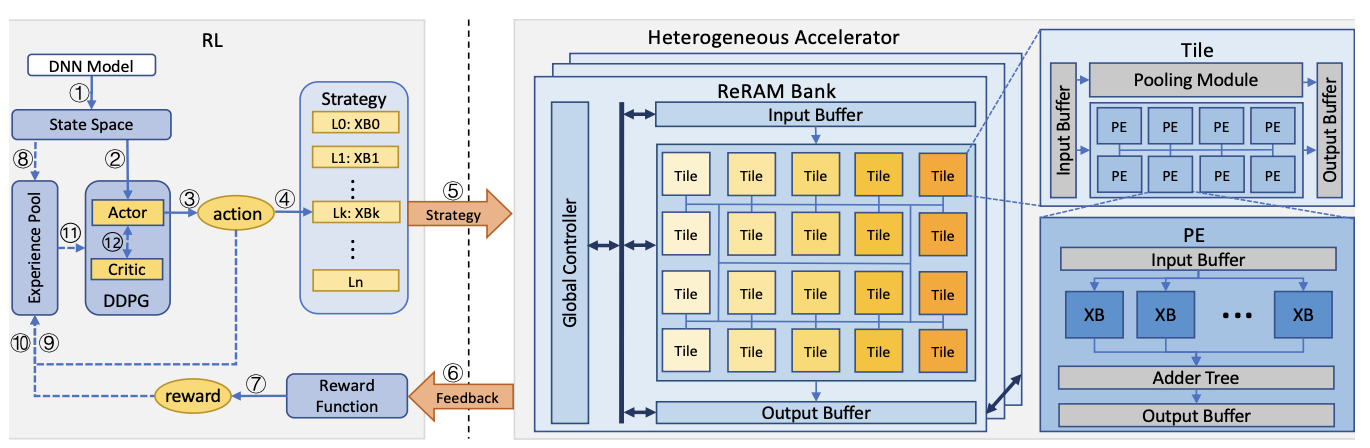 RL
DNN Model
①
State Space
⑧
②
Experience Pool
⑪
Actor
⑫
Critic
DDPG
③
action
④
Strategy
L0: XB0
L1: XB1
⋮
Lk: XBk
⋮
Ln
⑤
Strategy
⑥
Feedback
Reward
Function
⑦
reward
⑩
⑨
Heterogeneous Accelerator
ReRAM Bank
Global Controller
Input Buffer
Tile Tile Tile Tile Tile
Tile Tile Tile Tile Tile
Tile Tile Tile Tile Tile
Tile Tile Tile Tile Tile
Output Buffer
Tile
Input Buffer
Pooling Module
PE PE PE PE
PE PE PE PE
Output Buffer
PE
Input Buffer
XB XB ••• XB
Adder Tree
Output Buffer